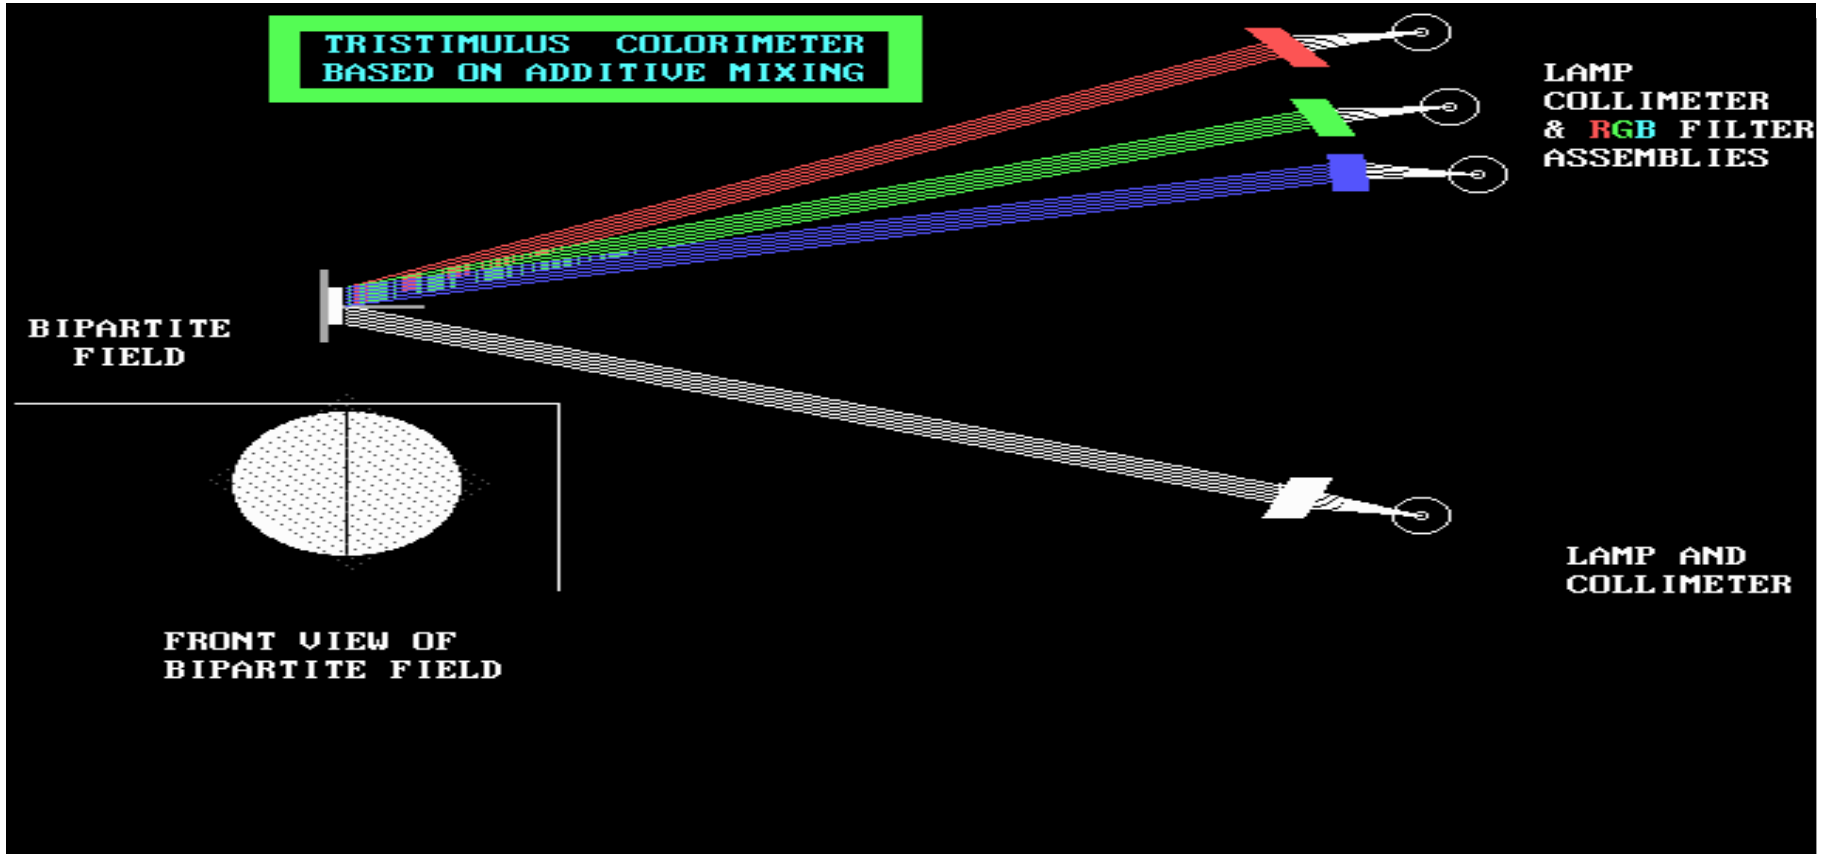 TRISTIMULUS COLORIMETER
BASED ON ADDITIVE MIXING
LAMP
COLLIMETER
& RGB FILTER
ASSEMBLIES
BIPARTITE
FIELD
LAMP AND
COLLIMETER
FRONT VIEW OF
BIPARTITE FIELD